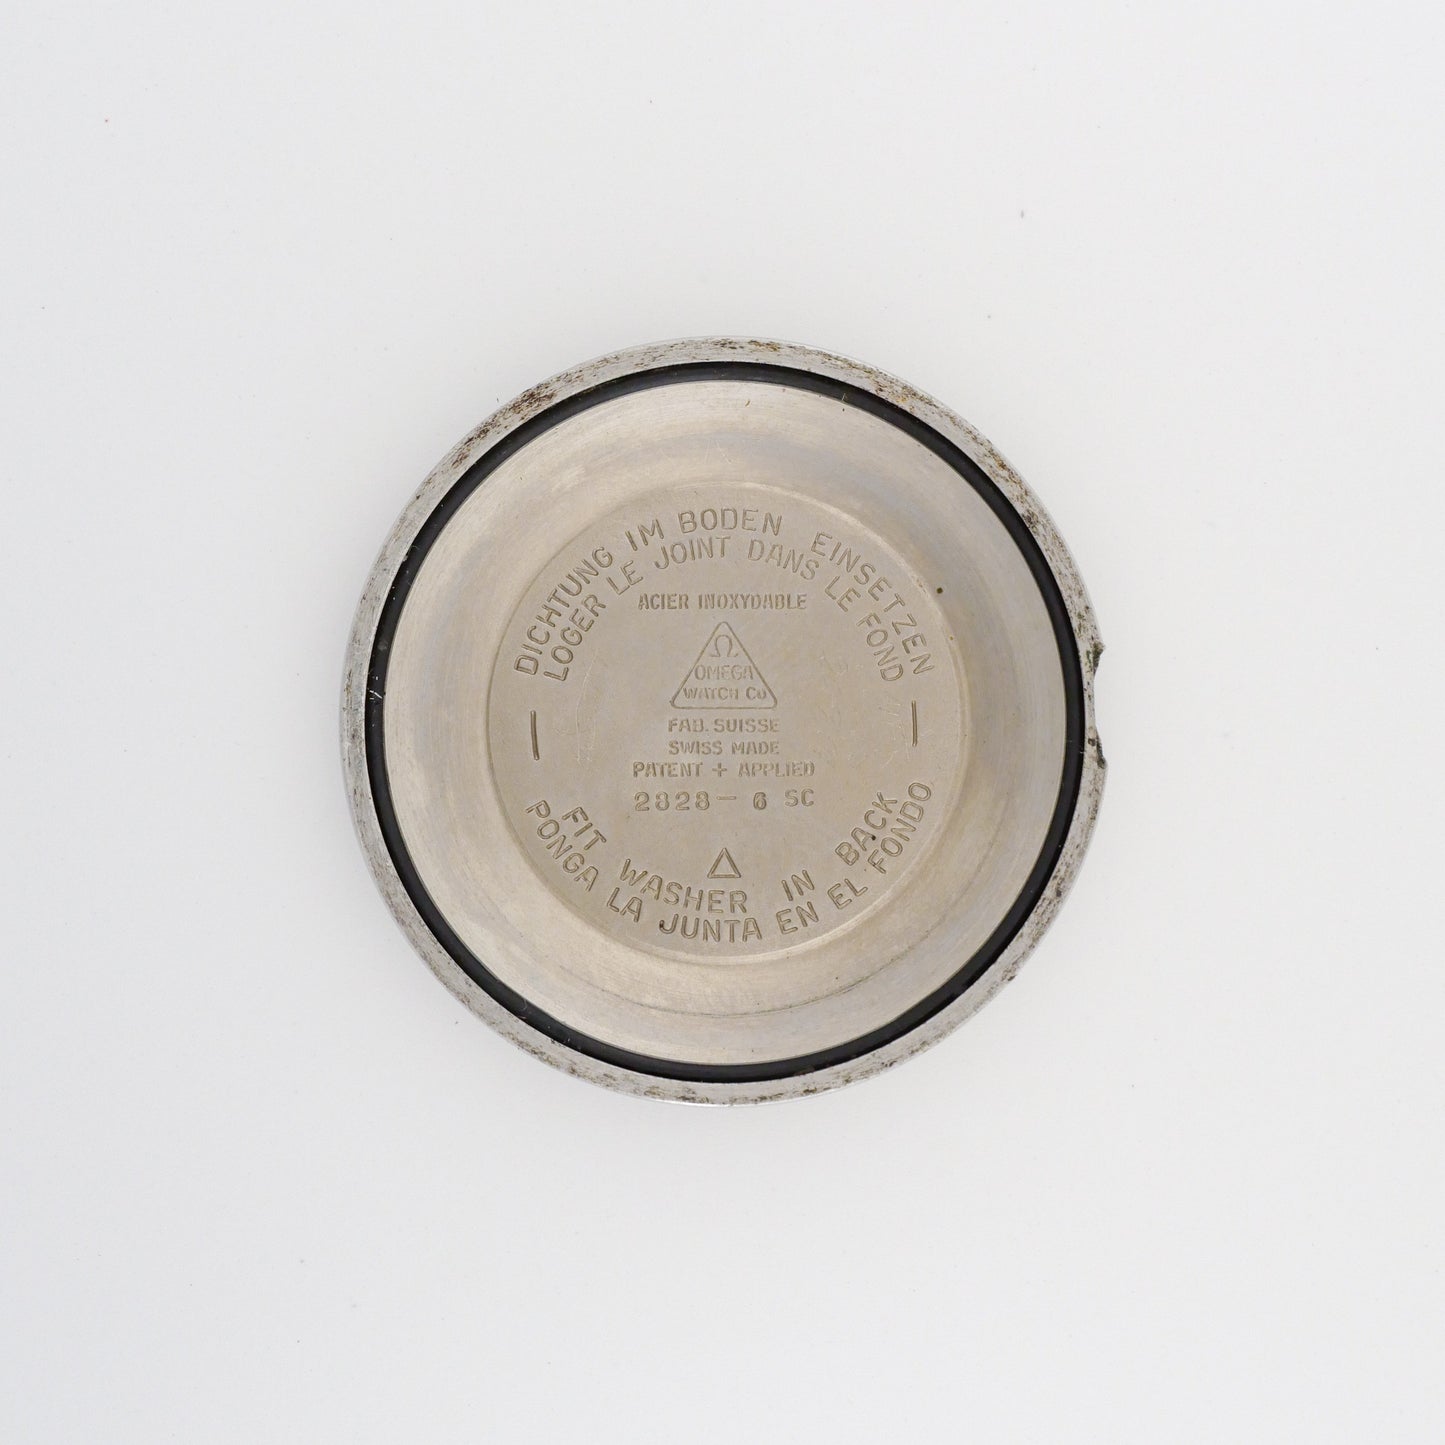 DICHTUNG IM BODEN EINSETZEN
LOGER LE JOINT DANS LE FOND
ACIER INOXYDABLE
Ω
OMEGA
WATCH Co
FAB. SUISSE
SWISS MADE
PATENT + APPLIED
2828 - 6 SC
FIT WASHER IN BACK
PONGA LA JUNTA EN EL FONDO